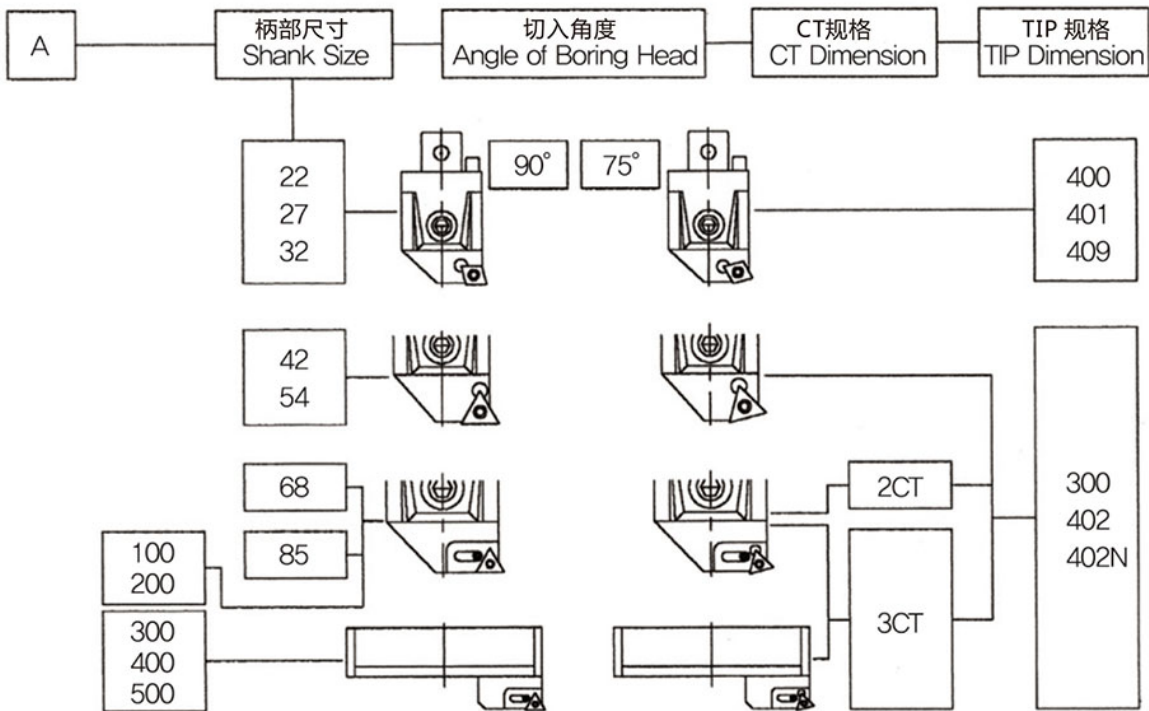 A
柄部尺寸
Shank Size
切入角度
Angle of Boring Head
CT规格
CT Dimension
TIP 规格
TIP Dimension
22
27
32
90°
75°
400
401
409
42
54
68
85
100
200
300
400
500
2CT
3CT
300
402
402N